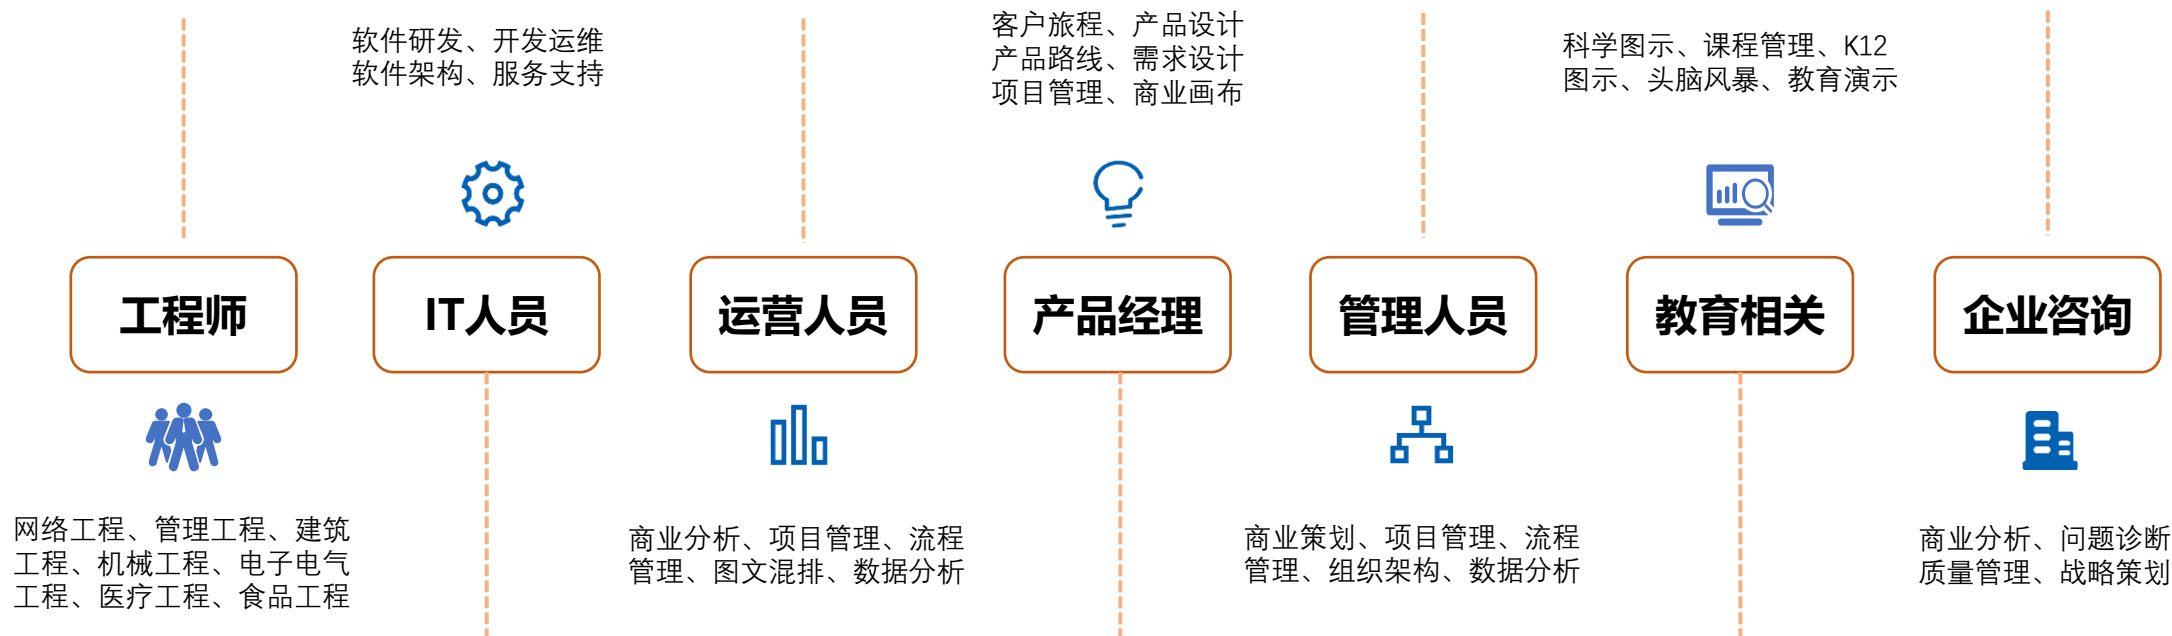 软件研发、开发运维
软件架构、服务支持
客户旅程、产品设计
产品路线、需求设计
项目管理、商业画布
科学图示、课程管理、K12
图示、头脑风暴、教育演示
工程师
IT人员
运营人员
产品经理
管理人员
教育相关
企业咨询
网络工程、管理工程、建筑
工程、机械工程、电子电气
工程、医疗工程、食品工程
商业分析、项目管理、流程
管理、图文混排、数据分析
商业策划、项目管理、流程
管理、组织架构、数据分析
商业分析、问题诊断
质量管理、战略策划